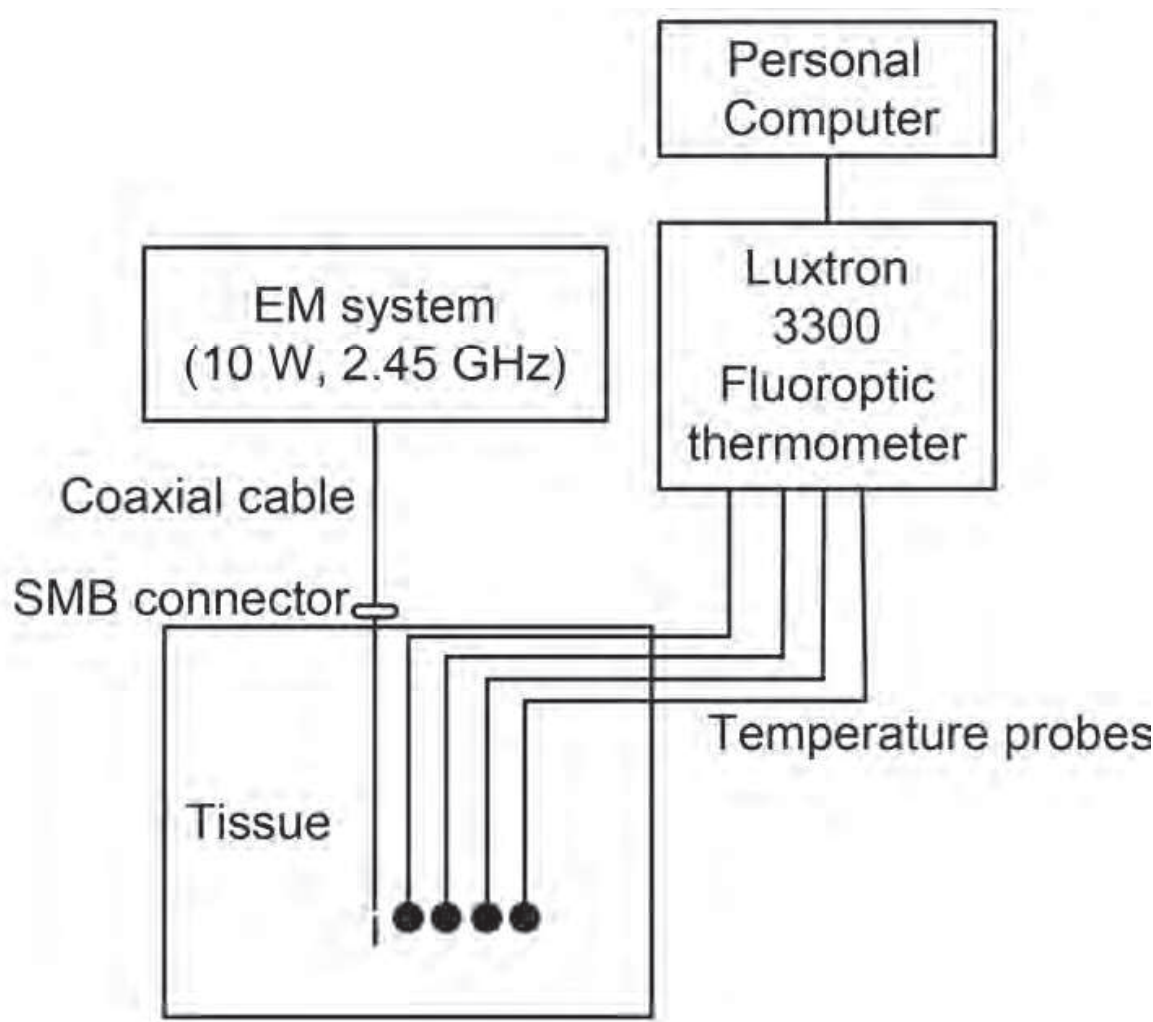 Personal
Computer
Luxtron
3300
Fluoroptic
thermometer
EM system
(10 W, 2.45 GHz)
Coaxial cable
SMB connector
Temperature probes
Tissue